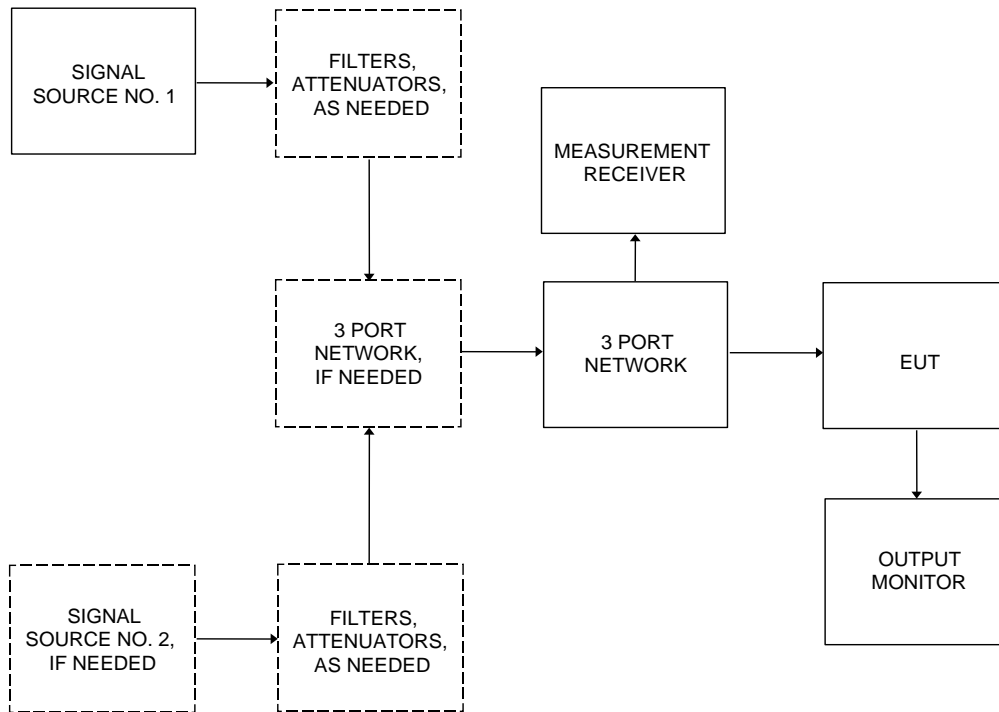 SIGNAL
SOURCE NO. 1
FILTERS,
ATTENUATORS,
AS NEEDED
MEASUREMENT
RECEIVER
3 PORT
NETWORK,
IF NEEDED
3 PORT
NETWORK
EUT
OUTPUT
MONITOR
SIGNAL
SOURCE NO. 2,
IF NEEDED
FILTERS,
ATTENUATORS,
AS NEEDED